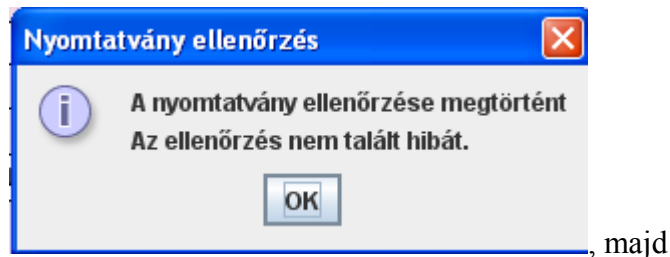 Nyomtatvány ellenőrzés
A nyomtatvány ellenőrzése megtörtént
Az ellenőrzés nem talált hibát.
OK
, majd